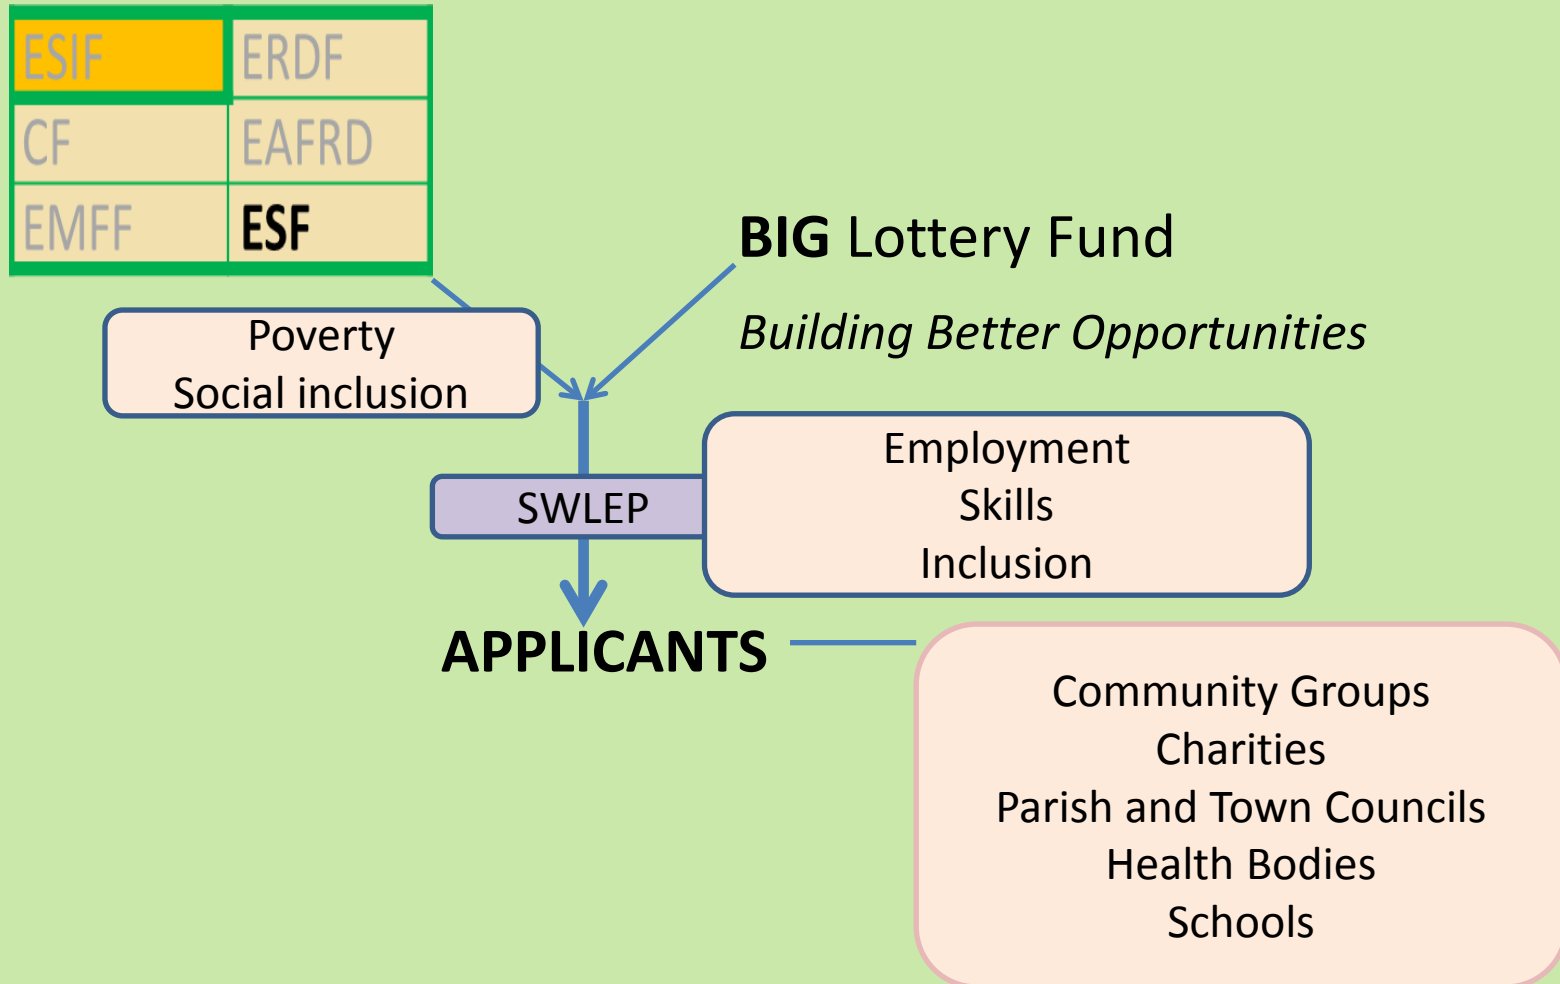 ESIF ERDF
CF EAFRD
EMFF ESF
BIG Lottery Fund
Building Better Opportunities
Poverty
Social inclusion
SWLEP
Employment
Skills
Inclusion
APPLICANTS
Community Groups
Charities
Parish and Town Councils
Health Bodies
Schools